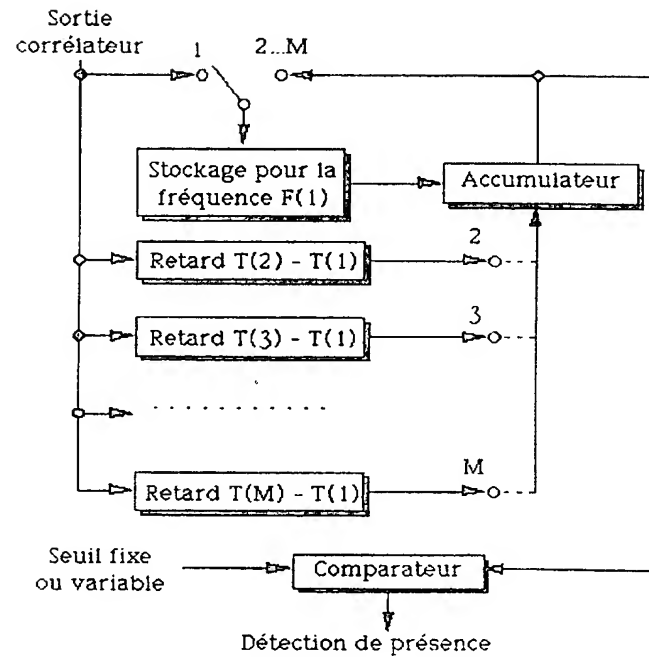 Sortie
corrélateur
1
2...M
Stockage pour la
fréquence F(1)
Accumulateur
Retard T(2) - T(1)
2
Retard T(3) - T(1)
3
. . . . . . . . . . . .
Retard T(M) - T(1)
M
Seuil fixe
ou variable
Comparateur
Détection de présence